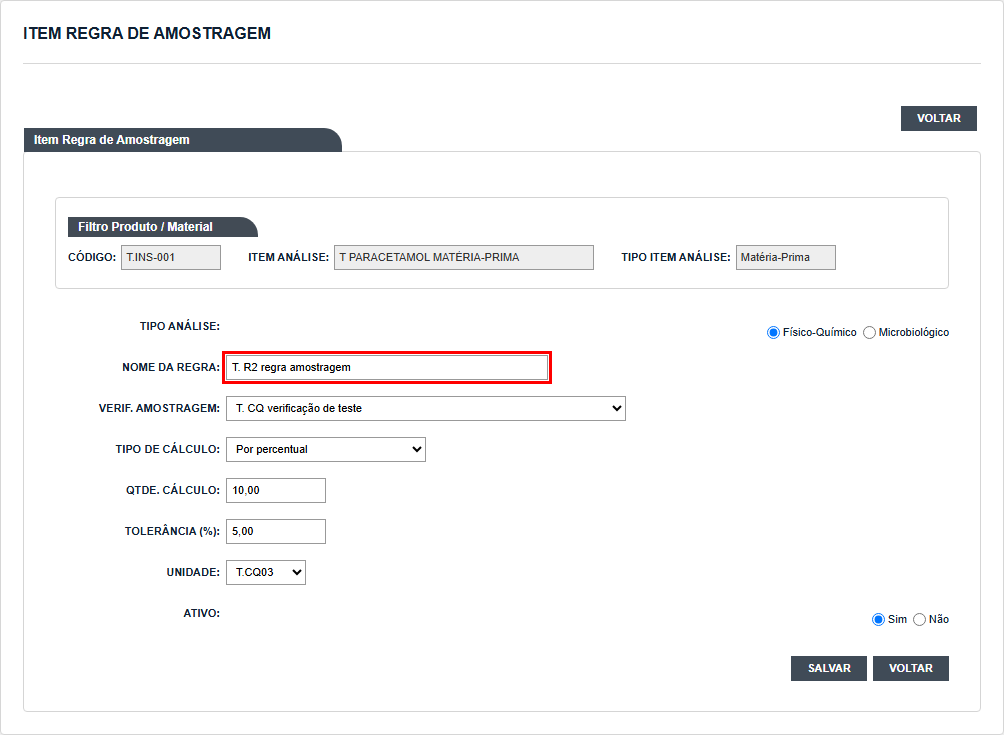 ITEM REGRA DE AMOSTRAGEM
VOLTAR
Item Regra de Amostragem
Filtro Produto / Material
CÓDIGO: T.INS-001 ITEM ANÁLISE: T PARACETAMOL MATÉRIA-PRIMA TIPO ITEM ANÁLISE: Matéria-Prima
TIPO ANÁLISE: Físico-Químico Microbiológico
NOME DA REGRA: T. R2 regra amostragem
VERIF. AMOSTRAGEM: T. CQ verificação de teste
TIPO DE CÁLCULO: Por percentual
QTDE. CÁLCULO: 10,00
TOLERÂNCIA (%): 5,00
UNIDADE: T.CQ03
ATIVO: Sim Não
SALVAR VOLTAR